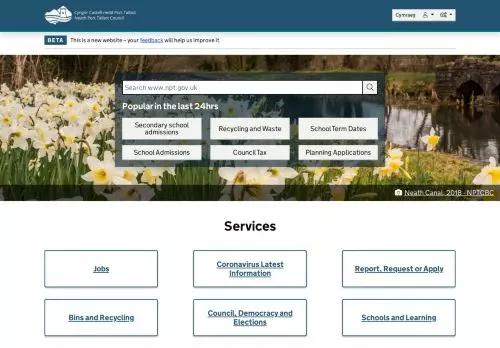 Cyngor Castell-nedd Port Talbot
Neath Port Talbot Council
Cymraeg
BETA This is a new website – your feedback will help us improve it.
Search www.npt.gov.uk
Popular in the last 24hrs
Secondary school
admissions
Recycling and Waste
School Term Dates
School Admissions
Council Tax
Planning Applications
Neath Canal, 2018 - NPTCBC
Services
Jobs
Coronavirus Latest
Information
Report, Request or Apply
Bins and Recycling
Council, Democracy and
Elections
Schools and Learning